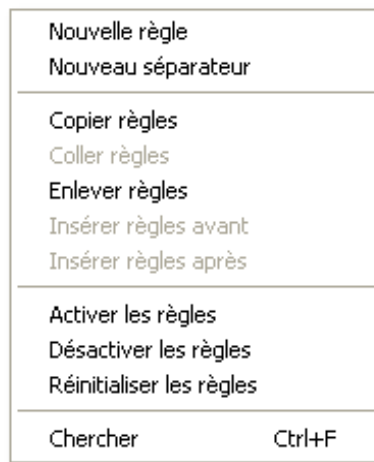 Nouvelle règle
Nouveau séparateur
Copier règles
Coller règles
Enlever règles
Insérer règles avant
Insérer règles après
Activer les règles
Désactiver les règles
Réinitialiser les règles
Chercher Ctrl+F